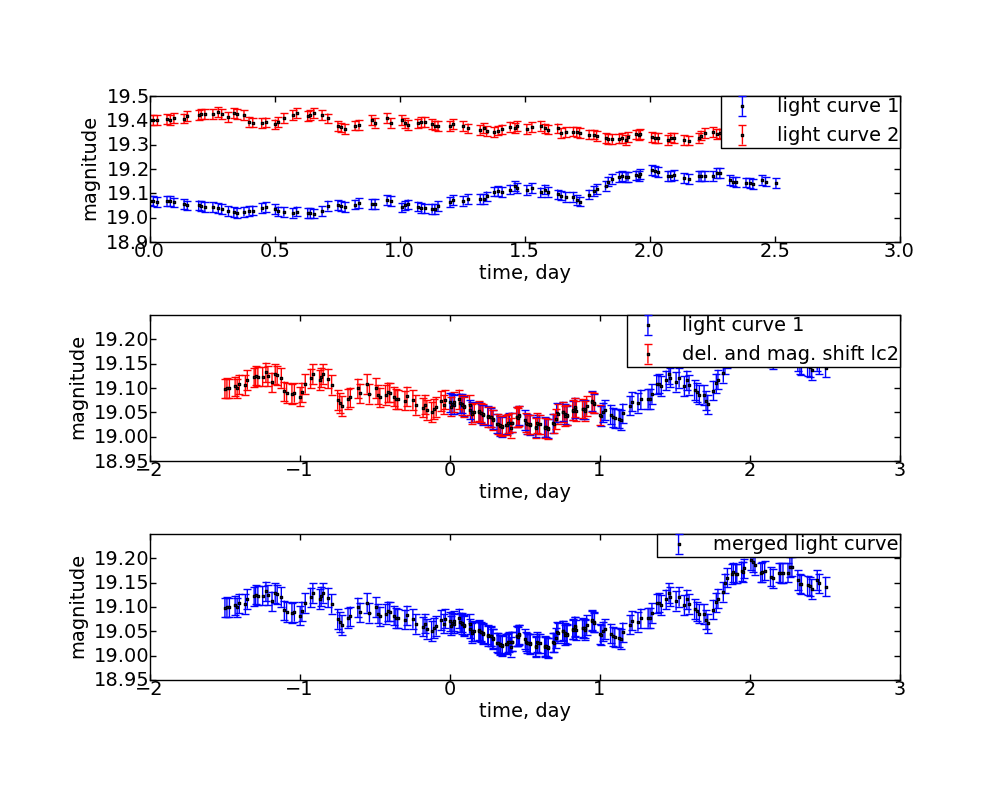 19.5
19.4
19.3
19.2
19.1
19.0
18.9
magnitude
light curve 1
light curve 2
0.0 0.5 1.0 1.5 2.0 2.5 3.0
time, day
19.20
19.15
19.10
19.05
19.00
18.95
magnitude
light curve 1
del. and mag. shift lc2
−2 −1 0 1 2 3
time, day
19.20
19.15
19.10
19.05
19.00
18.95
magnitude
merged light curve
−2 −1 0 1 2 3
time, day